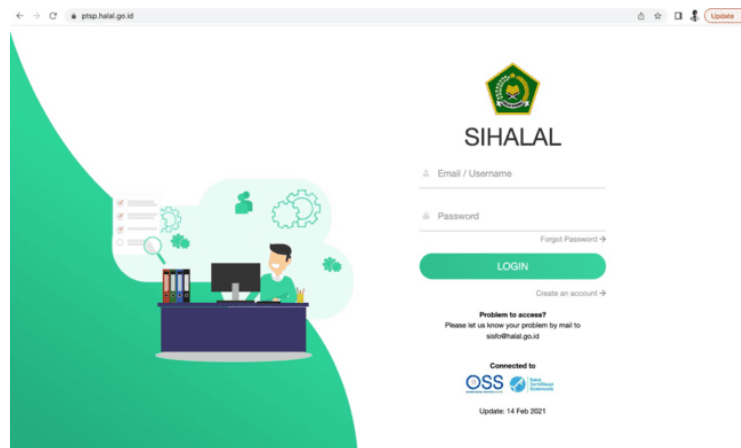 ptsp.halal.go.id
Update
SIHALAL
Email / Username
Password
Forgot Password →
LOGIN
Create an account →
Problem to access?
Please let us know your problem by mail to
sisfo@halal.go.id
Connected to
OSS
Update: 14 Feb 2021